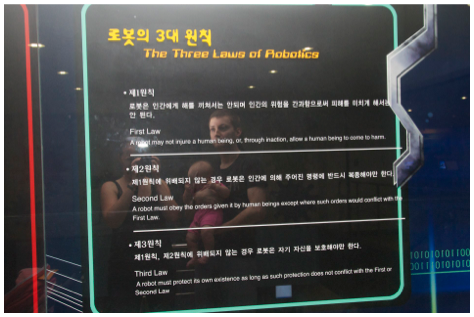 로봇의 3대 원칙
The Three Laws of Robotics
• 제1원칙
로봇은 인간에게 해를 끼쳐서는 안되며 인간의 위험을 간과함으로써 피해를 미치게 해서는
안 된다.
First Law
A robot may not injure a human being, or, through inaction, allow a human being to come to harm.
• 제2원칙
제1원칙에 위배되지 않는 경우 로봇은 인간에 의해 주어진 명령에 반드시 복종해야만 한다.
Second Law
A robot must obey the orders given it by human beings except where such orders would conflict with the
First Law.
• 제3원칙
제1원칙, 제2원칙에 위배되지 않는 경우 로봇은 자기 자신을 보호해야만 한다.
Third Law
A robot must protect its own existence as long as such protection does not conflict with the First or
Second Law